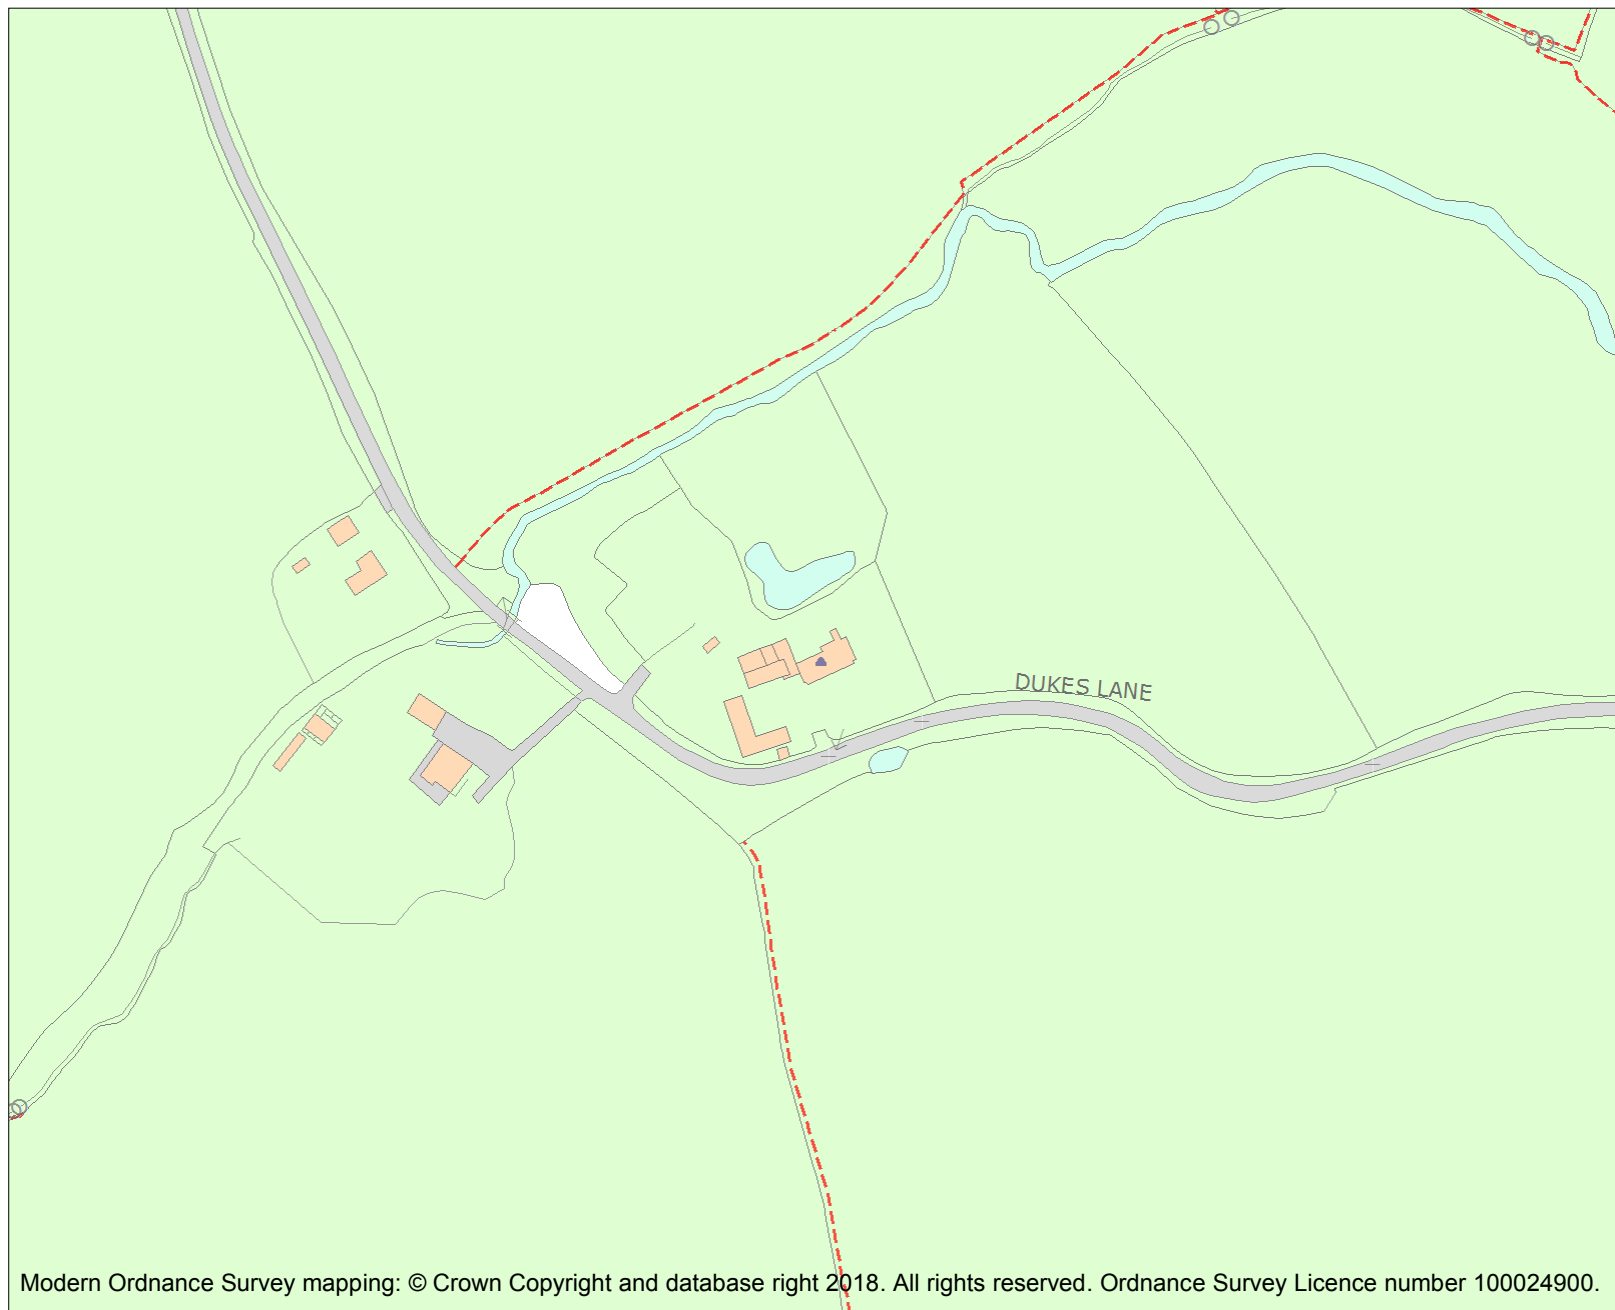 DUKES LANE
Modern Ordnance Survey mapping: © Crown Copyright and database right 2018. All rights reserved. Ordnance Survey Licence number 100024900.